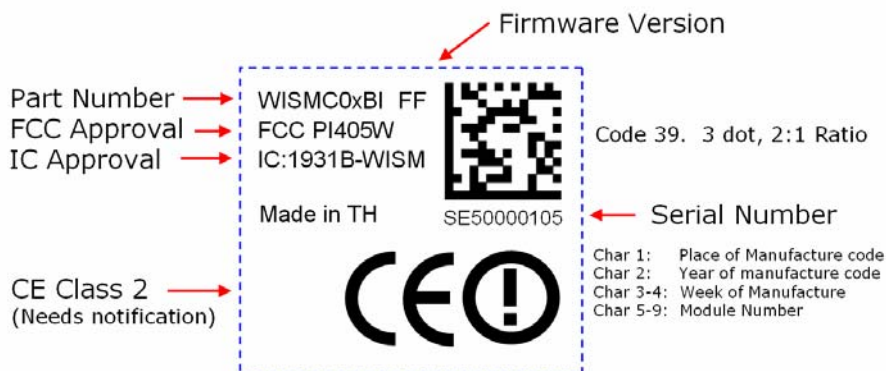 Firmware Version
Part Number
WISMC0xBI FF
FCC Approval
FCC PI405W
IC Approval
IC:1931B-WISM
Code 39. 3 dot, 2:1 Ratio
Made in TH
SE50000105
Serial Number
Char 1: Place of Manufacture code
Char 2: Year of manufacture code
Char 3-4: Week of Manufacture
Char 5-9: Module Number
CE Class 2
(Needs notification)
CE